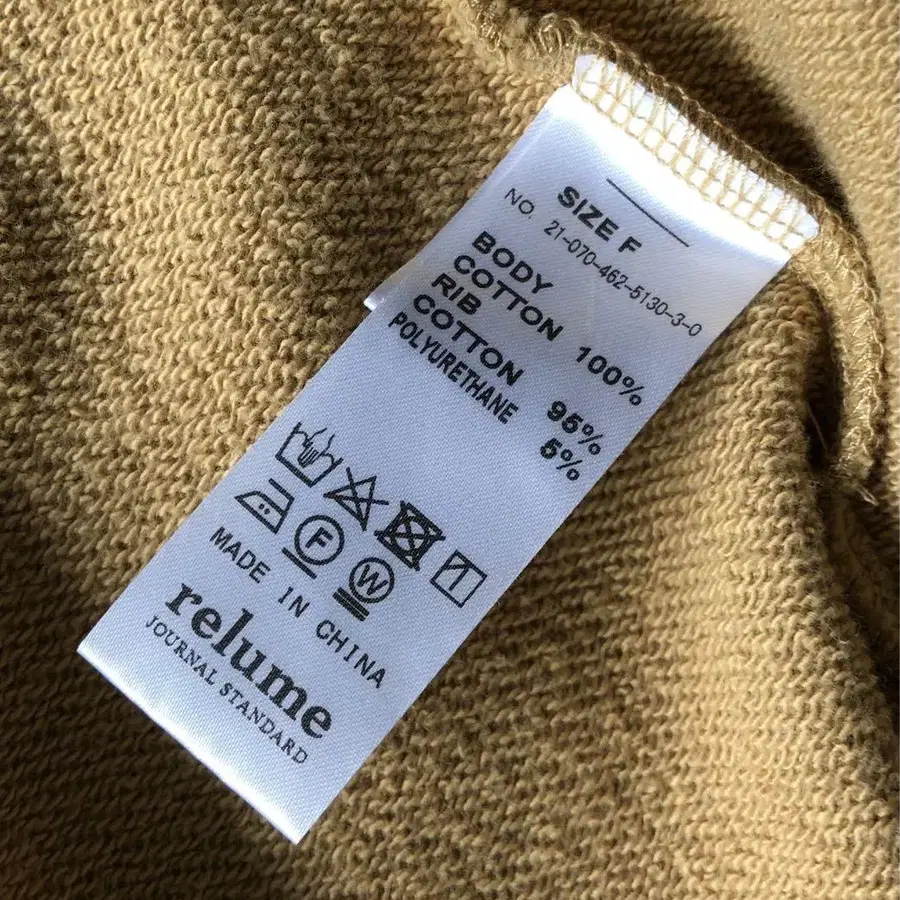 SIZE F
NO. 21-070-462-5130-3-0
BODY
COTTON 100%
RIB
COTTON 95%
POLYURETHANE 5%
F
W
MADE IN CHINA
relume
JOURNAL STANDARD